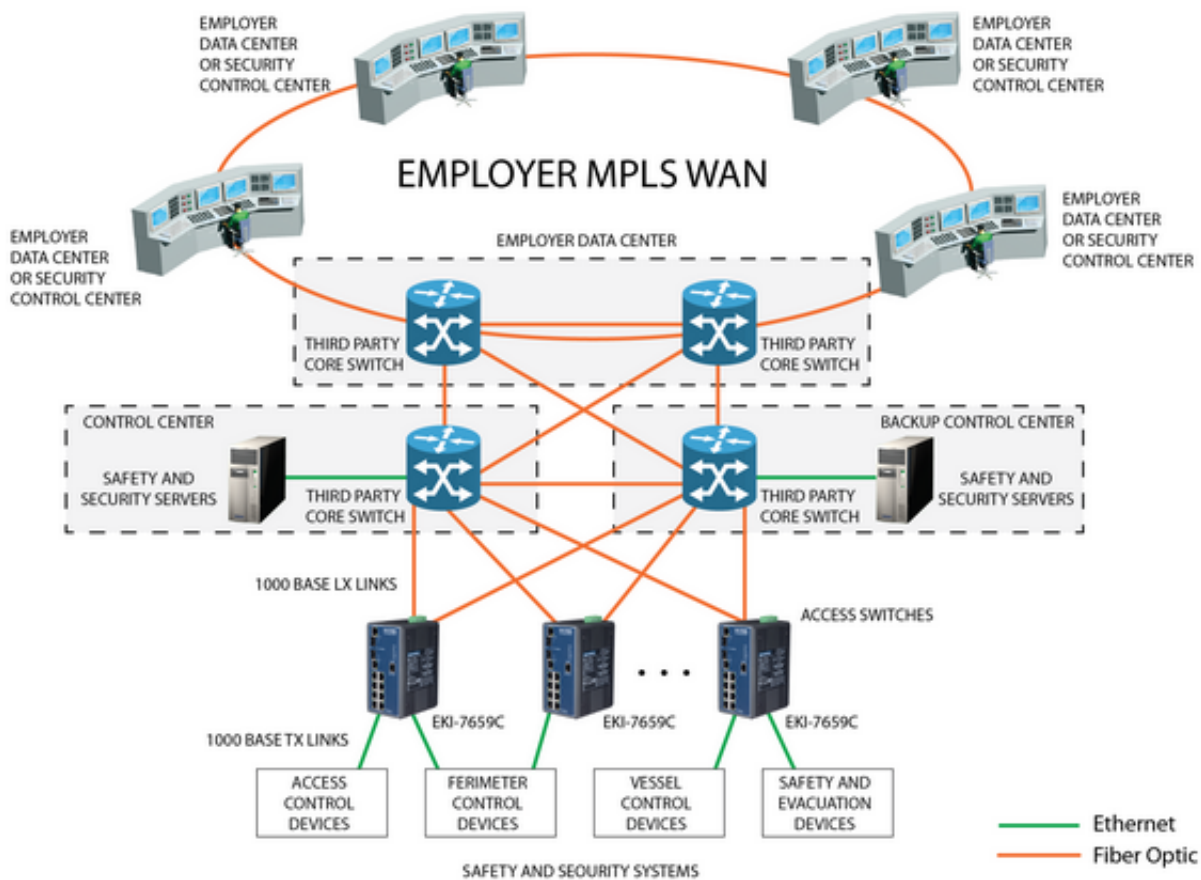 EMPLOYER
DATA CENTER
OR SECURITY
CONTROL CENTER
EMPLOYER
DATA CENTER
OR SECURITY
CONTROL CENTER
EMPLOYER MPLS WAN
EMPLOYER
DATA CENTER
OR SECURITY
CONTROL CENTER
EMPLOYER
DATA CENTER
OR SECURITY
CONTROL CENTER
EMPLOYER DATA CENTER
THIRD PARTY
CORE SWITCH
THIRD PARTY
CORE SWITCH
CONTROL CENTER
SAFETY AND
SECURITY SERVERS
THIRD PARTY
CORE SWITCH
BACKUP CONTROL CENTER
THIRD PARTY
CORE SWITCH
SAFETY AND
SECURITY SERVERS
1000 BASE LX LINKS
ACCESS SWITCHES
EKI-7659C
EKI-7659C
EKI-7659C
1000 BASE TX LINKS
ACCESS
CONTROL
DEVICES
FERIMETER
CONTROL
DEVICES
VESSEL
CONTROL
DEVICES
SAFETY AND
EVACUATION
DEVICES
Ethernet
Fiber Optic
SAFETY AND SEOURITY SYSTEMS